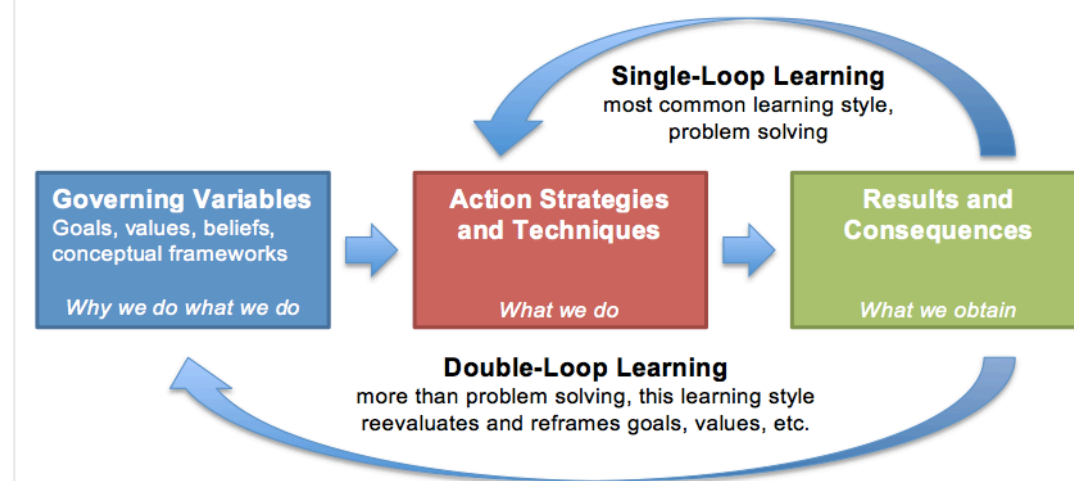 Single-Loop Learning
most common learning style,
problem solving
Governing Variables
Goals, values, beliefs,
conceptual frameworks
Why we do what we do
Action Strategies
and Techniques
What we do
Results and
Consequences
What we obtain
Double-Loop Learning
more than problem solving, this learning style
reevaluates and reframes goals, values, etc.